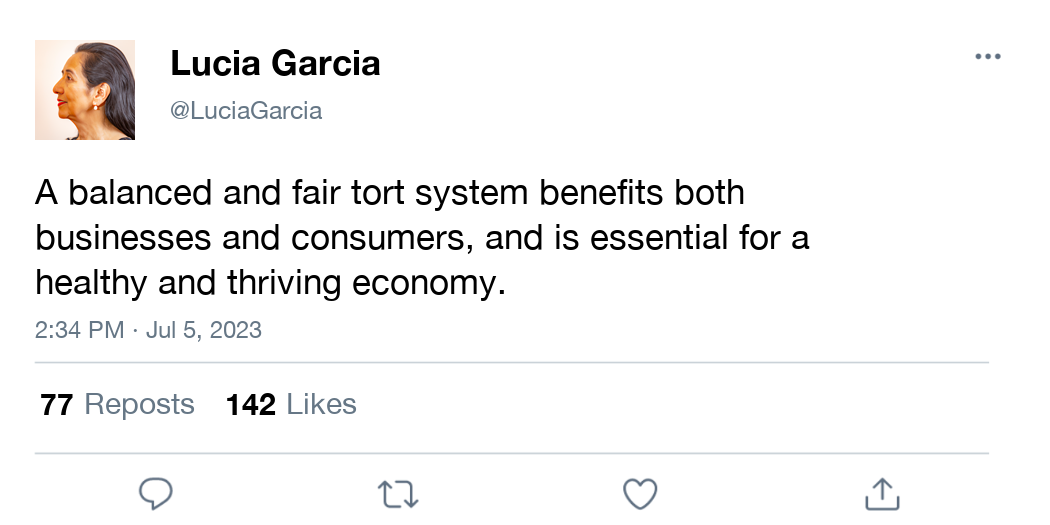 Lucia Garcia
@LuciaGarcia
A balanced and fair tort system benefits both
businesses and consumers, and is essential for a
healthy and thriving economy.
2:34 PM · Jul 5, 2023
77 Reposts 142 Likes